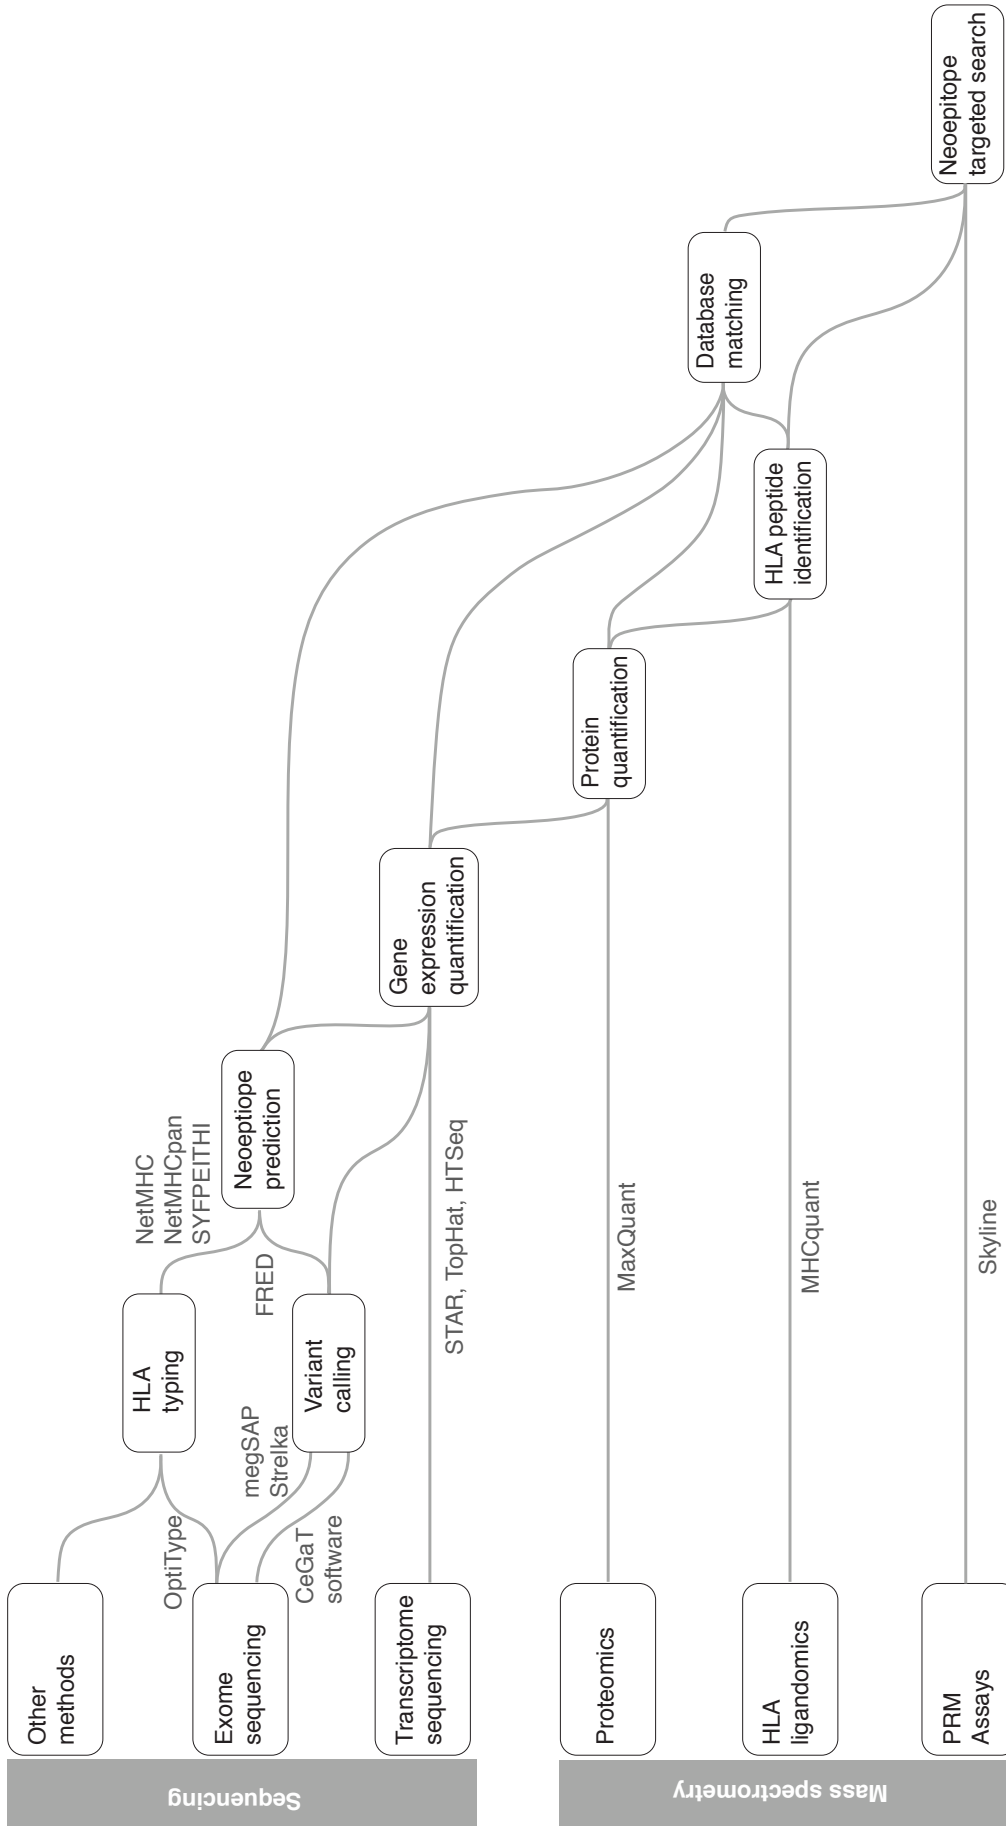 Sequencing
Mass spectrometry
Other
methods
Exome
sequencing
Transcriptome
sequencing
Proteomics
HLA
ligandomics
PRM
Assays
OptiType
megSAP
Strelka
CeGaT
software
HLA
typing
Variant
calling
FRED
NetMHC
NetMHCpan
SYFPEITHI
Neoeptiope
prediction
STAR, TopHat, HTSeq
MaxQuant
MHCquant
Skyline
Gene
expression
quantification
Protein
quantification
HLA peptide
identification
Database
matching
Neoepitope
targeted search